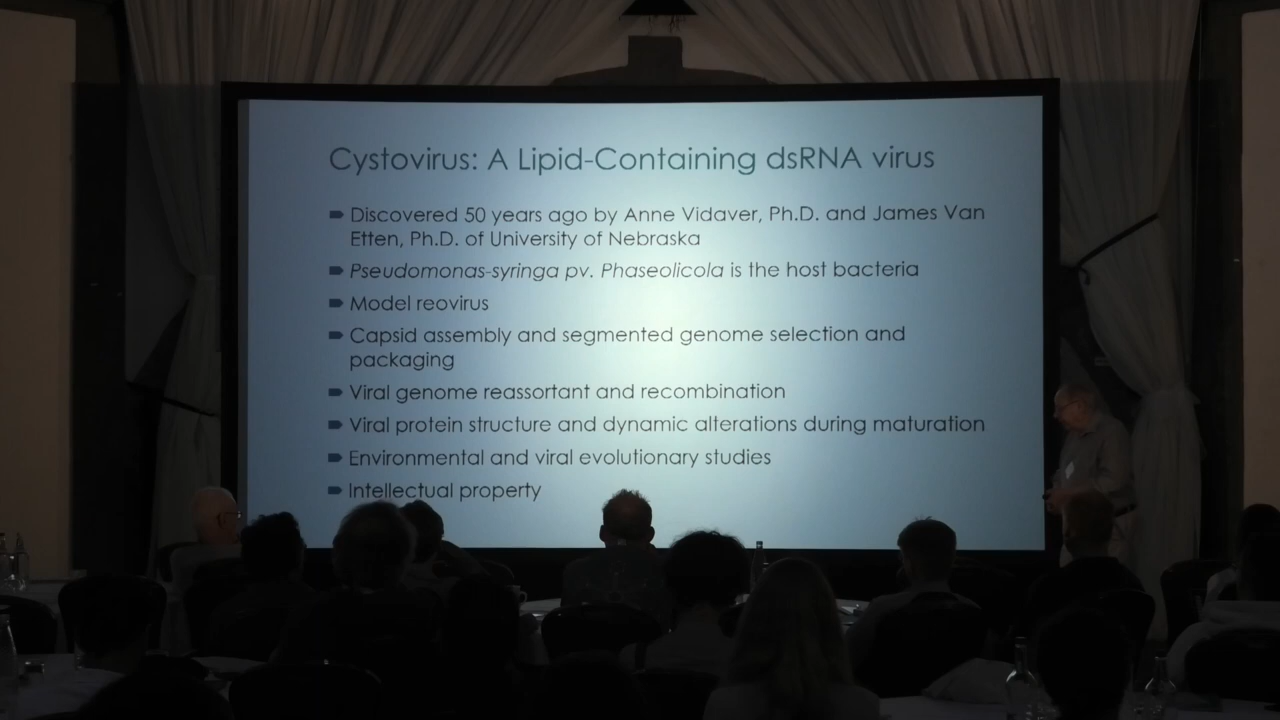 Cystovirus: A Lipid-Containing dsRNA virus
Discovered 50 years ago by Anne Vidaver, Ph.D. and James Van
Etten, Ph.D. of University of Nebraska
Pseudomonas-syringa pv. Phaseolicola is the host bacteria
Model reovirus
Capsid assembly and segmented genome selection and
packaging
Viral genome reassortant and recombination
Viral protein structure and dynamic alterations during maturation
Environmental and viral evolutionary studies
Intellectual property